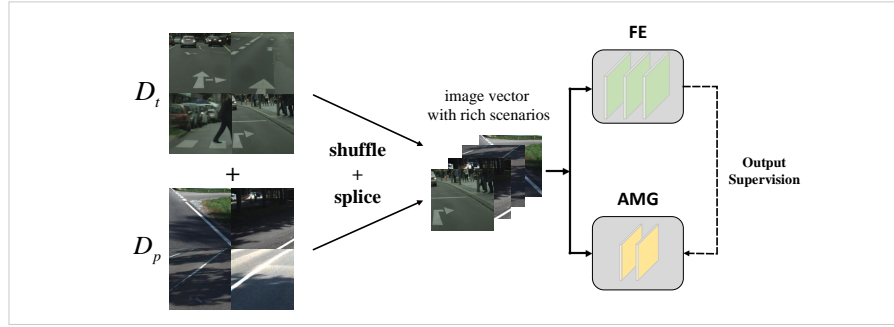 D_t
+
D_p
shuffle
+
splice
image vector
with rich scenarios
FE
AMG
Output
Supervision